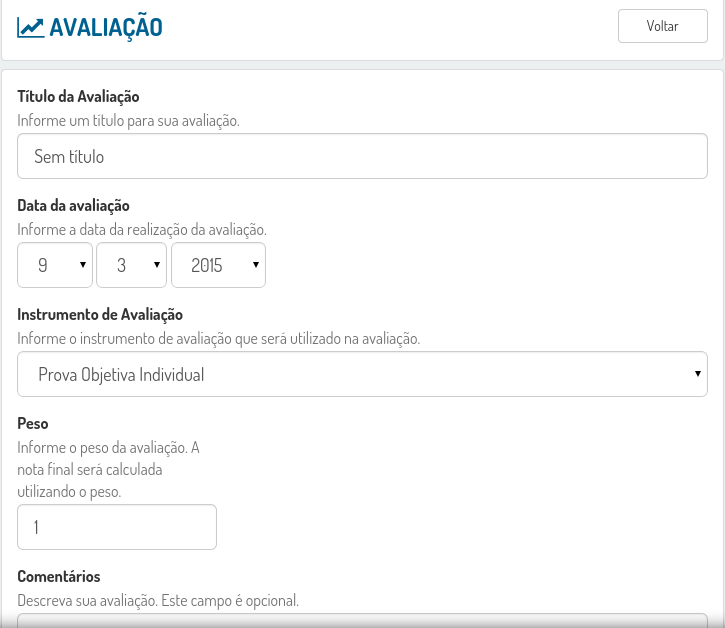 AVALIAÇÃO
Voltar
Título da Avaliação
Informe um titulo para sua avaliação.
Sem título
Data da avaliação
Informe a data da realização da avaliação.
9 3 2015
Instrumento de Avaliação
Informe o instrumento de avaliação que será utilizado na avaliação.
Prova Objetiva Individual
Peso
Informe o peso da avaliação. A
nota final será calculada
utilizando o peso.
1
Comentários
Descreva sua avaliação. Este campo é opcional.